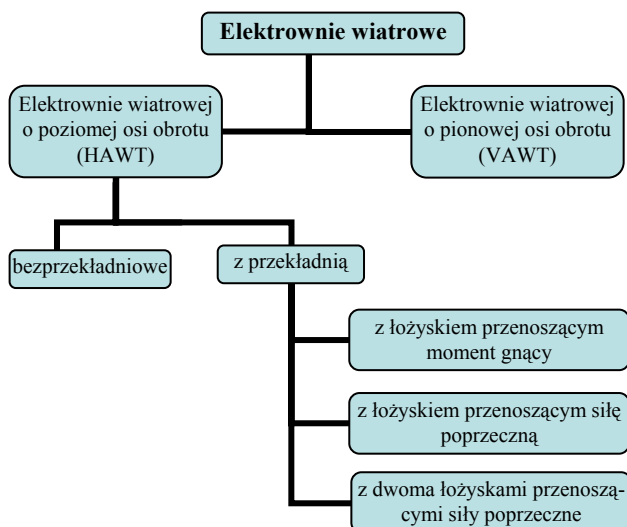 Elektrownie wiatrowe
Elektrownie wiatrowej
o poziomej osi obrotu
(HAWT)
Elektrownie wiatrowej
o pionowej osi obrotu
(VAWT)
bezprzekładniowe
z przekładnią
z łożyskiem przenoszącym
moment gnący
z łożyskiem przenoszącym siłę
poprzeczną
z dwoma łożyskami przenoszą-
cymi siły poprzeczne